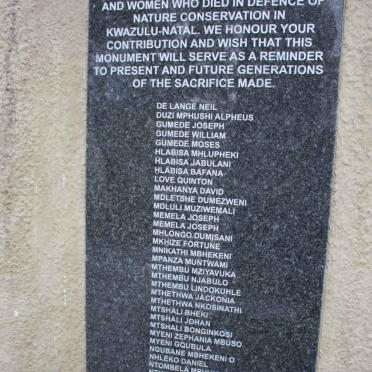 AND WOMEN WHO DIED IN DEFENCE OF
NATURE CONSERVATION IN
KWAZULU-NATAL. WE HONOUR YOUR
CONTRIBUTION AND WISH THAT THIS
MONUMENT WILL SERVE AS A REMINDER
TO PRESENT AND FUTURE GENERATIONS
OF THE SACRIFICE MADE.
DE LANGE NEIL
DUZI MPHUSHI ALPHEUS
GUMEDE JOSEPH
GUMEDE WILLIAM
GUMEDE MOSES
HLABISA MHLUPHEKI
HLABISA JABULANI
HLABISA BAFANA
LOVE QUINTON
MAKHANYA DAVID
MDLETSHE DUMEZWENI
MDLULI MUZIWEMALI
MEMELA JOSEPH
MEMELA JOSEPH
MHLONGO DUMISANI
MKHIZE FORTUNE
MNIKATHI MBHEKENI
MPANZA MUNTWAMI
MTHEMBU MZIYAVUKA
MTHEMBU NJABULO
MTHEMBU LINDOKUHLE
MTHETHWA JACKONIA
MTHETHWA NKOSINATHI
MTSHALI BHEKI
MTSHALI JOHAN
MTSHALI BONGINKOSI
MYENI ZEPHANIA MBUSO
MYENI GQUBULA
NGUBANE MBHEKENI O
NHLEKO DANIEL
NTOMBELA